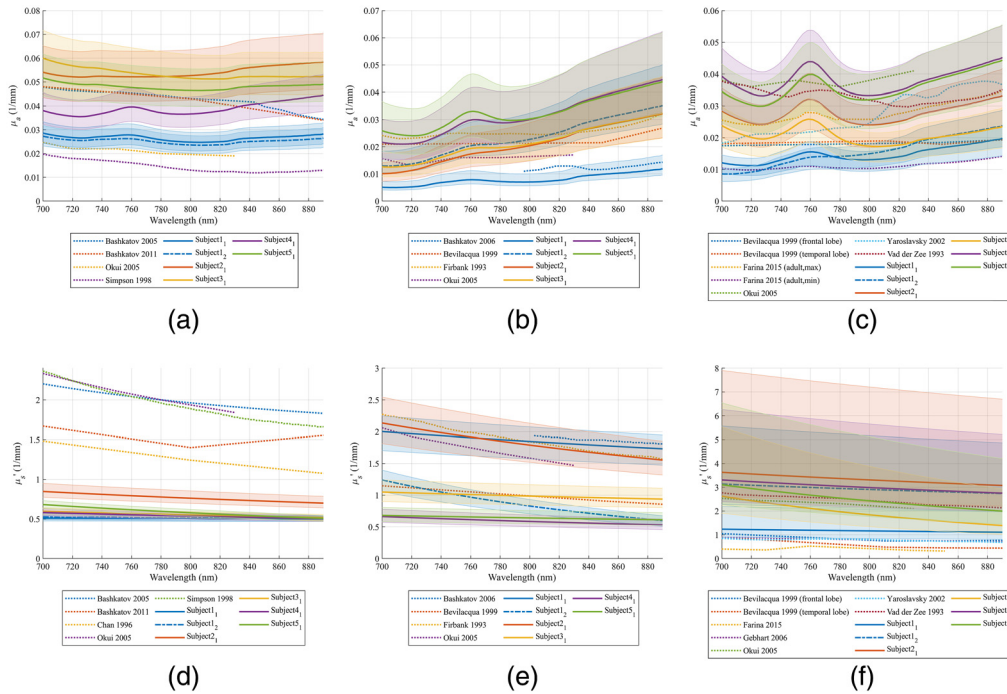 0.08
0.07
0.06
0.05
0.04
0.03
0.02
0.01
0
μa (1/mm)
700 720 740 760 780 800 820 840 860 880
Wavelength (nm)
Bashkatov 2005
Bashkatov 2011
Okui 2005
Simpson 1998
Subject1₁
Subject1₂
Subject2₁
Subject3₁
Subject4₁
Subject5₁
(a)
0.07
0.06
0.05
0.04
0.03
0.02
0.01
0
μa (1/mm)
700 720 740 760 780 800 820 840 860 880
Wavelength (nm)
Bashkatov 2006
Bevilacqua 1999
Firbank 1993
Okui 2005
Subject1₁
Subject1₂
Subject2₁
Subject3₁
Subject4₁
Subject5₁
(b)
0.06
0.05
0.04
0.03
0.02
0.01
0
μa (1/mm)
700 720 740 760 780 800 820 840 860 880
Wavelength (nm)
Bevilacqua 1999 (frontal lobe)
Bevilacqua 1999 (temporal lobe)
Farina 2015 (adult,max)
Farina 2015 (adult,min)
Okui 2005
Yaroslavsky 2002
Vad der Zee 1993
Subject1₁
Subject1₂
Subject2₁
Subject
Subject
Subject
(c)
2
1.5
1
0.5
0
μs' (1/mm)
700 720 740 760 780 800 820 840 860 880
Wavelength (nm)
Bashkatov 2005
Bashkatov 2011
Chan 1996
Okui 2005
Simpson 1998
Subject1₁
Subject1₂
Subject2₁
Subject3₁
Subject4₁
Subject5₁
(d)
3
2.5
2
1.5
1
0.5
0
μs' (1/mm)
700 720 740 760 780 800 820 840 860 880
Wavelength (nm)
Bashkatov 2006
Bevilacqua 1999
Firbank 1993
Okui 2005
Subject1₁
Subject1₂
Subject2₁
Subject3₁
Subject4₁
Subject5₁
(e)
8
7
6
5
4
3
2
1
0
μs' (1/mm)
700 720 740 760 780 800 820 840 860 880
Wavelength (nm)
Bevilacqua 1999 (frontal lobe)
Bevilacqua 1999 (temporal lobe)
Farina 2015
Gebhart 2006
Okui 2005
Yaroslavsky 2002
Vad der Zee 1993
Subject1₁
Subject1₂
Subject2₁
Subject
Subject
Subject
(f)